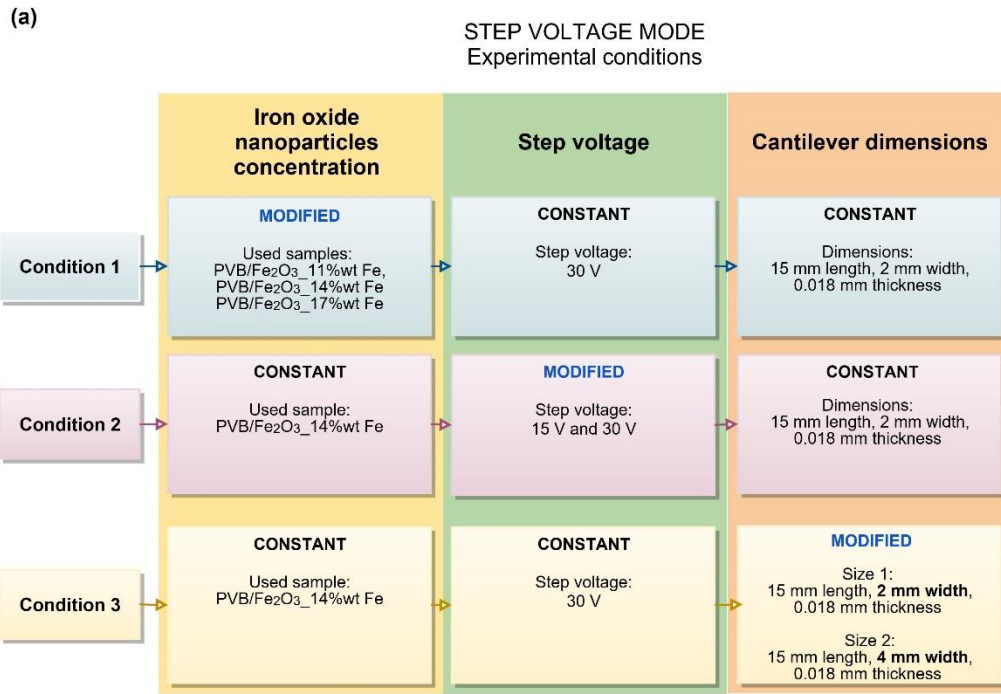 (a)
STEP VOLTAGE MODE
Experimental conditions
Iron oxide
nanoparticles
concentration
Step voltage
Cantilever dimensions
Condition 1
MODIFIED
Used samples:
PVB/Fe₂O₃_11%wt Fe,
PVB/Fe₂O₃_14%wt Fe
PVB/Fe₂O₃_17%wt Fe
CONSTANT
Step voltage:
30 V
CONSTANT
Dimensions:
15 mm length, 2 mm width,
0.018 mm thickness
Condition 2
CONSTANT
Used sample:
PVB/Fe₂O₃_14%wt Fe
MODIFIED
Step voltage:
15 V and 30 V
CONSTANT
Dimensions:
15 mm length, 2 mm width,
0.018 mm thickness
Condition 3
CONSTANT
Used sample:
PVB/Fe₂O₃_14%wt Fe
CONSTANT
Step voltage:
30 V
MODIFIED
Size 1:
15 mm length, 2 mm width,
0.018 mm thickness
Size 2:
15 mm length, 4 mm width,
0.018 mm thickness